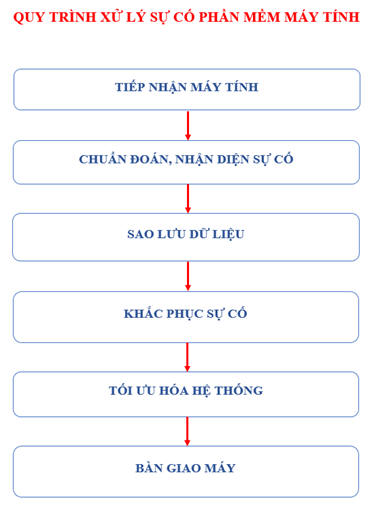 QUY TRÌNH XỬ LÝ SỰ CỐ PHẦN MỀM MÁY TÍNH
TIẾP NHẬN MÁY TÍNH
CHUẨN ĐOÁN, NHẬN DIỆN SỰ CỐ
SAO LƯU DỮ LIỆU
KHẮC PHỤC SỰ CỐ
TỐI ƯU HÓA HỆ THỐNG
BÀN GIAO MÁY